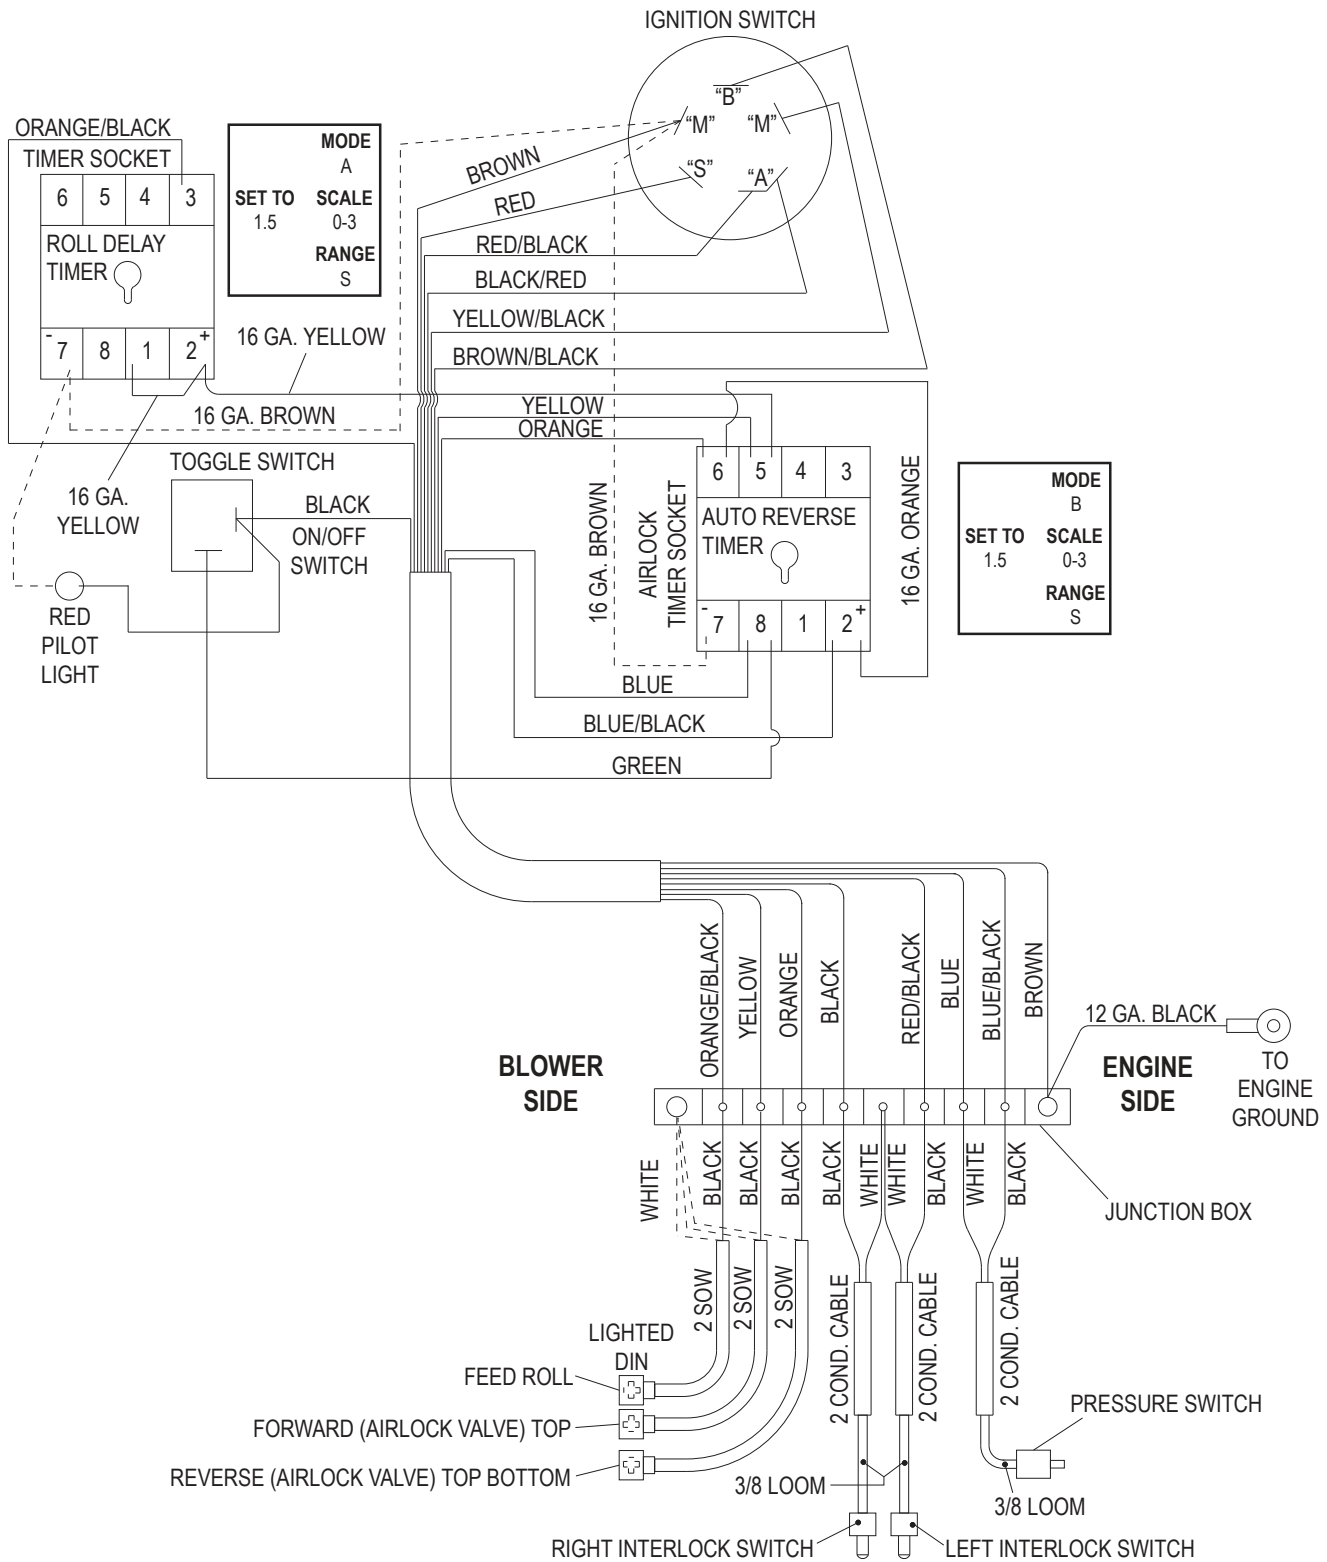 IGNITION SWITCH
"B"
"M"
"M"
"S"
"A"
ORANGE/BLACK
TIMER SOCKET
6 5 4 3
ROLL DELAY
TIMER
- +
7 8 1 2
MODE
A
SET TO SCALE
1.5 0-3
RANGE
S
BROWN
RED
RED/BLACK
BLACK/RED
YELLOW/BLACK
BROWN/BLACK
16 GA. YELLOW
16 GA. BROWN
YELLOW
ORANGE
TOGGLE SWITCH
16 GA.
YELLOW
BLACK
ON/OFF
SWITCH
RED
PILOT
LIGHT
16 GA. BROWN
AIRLOCK
TIMER SOCKET
6 5 4 3
AUTO REVERSE
TIMER
- +
7 8 1 2
16 GA. ORANGE
MODE
B
SET TO SCALE
1.5 0-3
RANGE
S
BLUE
BLUE/BLACK
GREEN
ORANGE/BLACK
YELLOW
ORANGE
BLACK
RED/BLACK
BLUE
BLUE/BLACK
BROWN
12 GA. BLACK
TO
ENGINE
GROUND
BLOWER
SIDE
ENGINE
SIDE
WHITE
BLACK
BLACK
BLACK
BLACK
WHITE
WHITE
BLACK
WHITE
BLACK
JUNCTION BOX
2 SOW
2 SOW
2 SOW
2 COND. CABLE
2 COND. CABLE
2 COND. CABLE
LIGHTED
DIN
FEED ROLL
FORWARD (AIRLOCK VALVE) TOP
REVERSE (AIRLOCK VALVE) TOP BOTTOM
PRESSURE SWITCH
3/8 LOOM
3/8 LOOM
RIGHT INTERLOCK SWITCH
LEFT INTERLOCK SWITCH